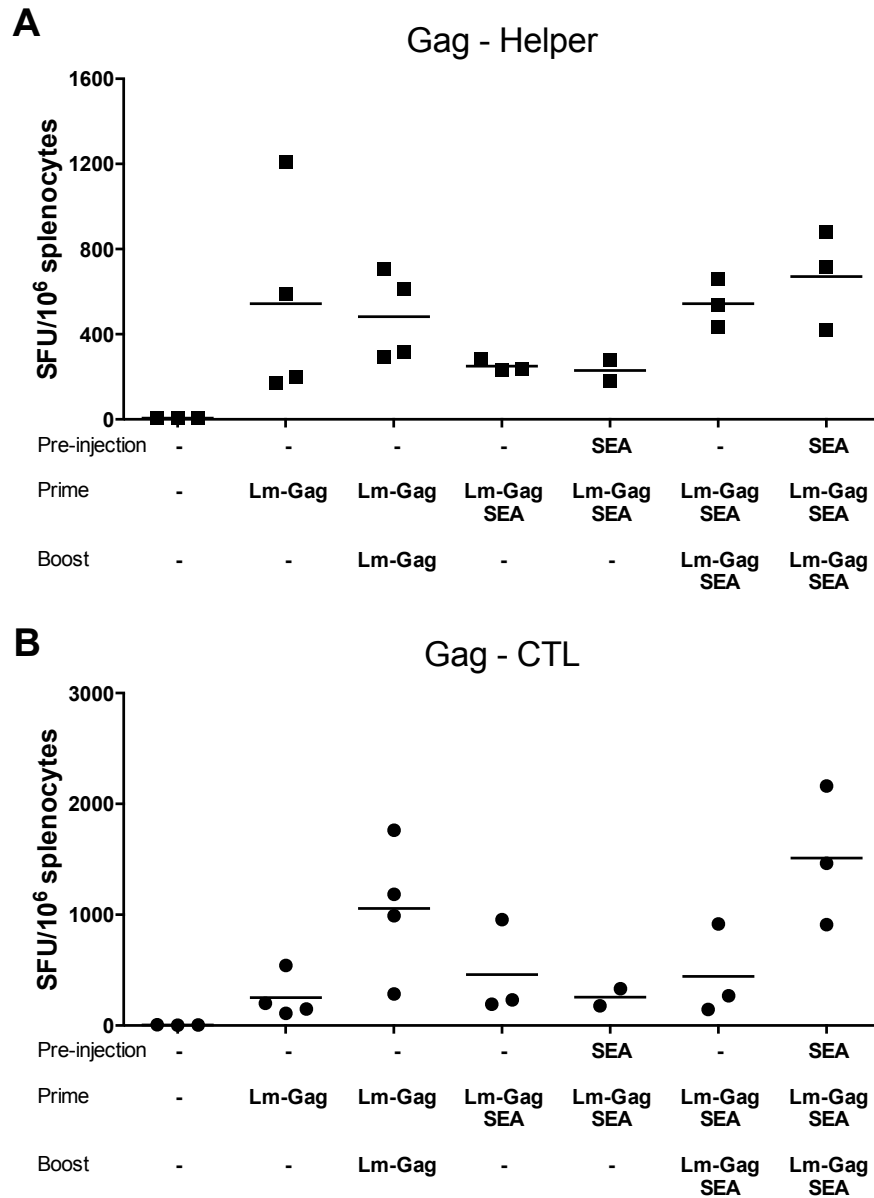 A
Gag - Helper
SFU/10⁶ splenocytes
1600
1200
800
400
0
Pre-injection - - - - SEA - SEA
Prime - Lm-Gag Lm-Gag Lm-Gag Lm-Gag Lm-Gag Lm-Gag
SEA SEA SEA SEA
Boost - - Lm-Gag - - Lm-Gag Lm-Gag
SEA SEA
B
Gag - CTL
SFU/10⁶ splenocytes
3000
2000
1000
0
Pre-injection - - - - SEA - SEA
Prime - Lm-Gag Lm-Gag Lm-Gag Lm-Gag Lm-Gag Lm-Gag
SEA SEA SEA SEA
Boost - - Lm-Gag - - Lm-Gag Lm-Gag
SEA SEA